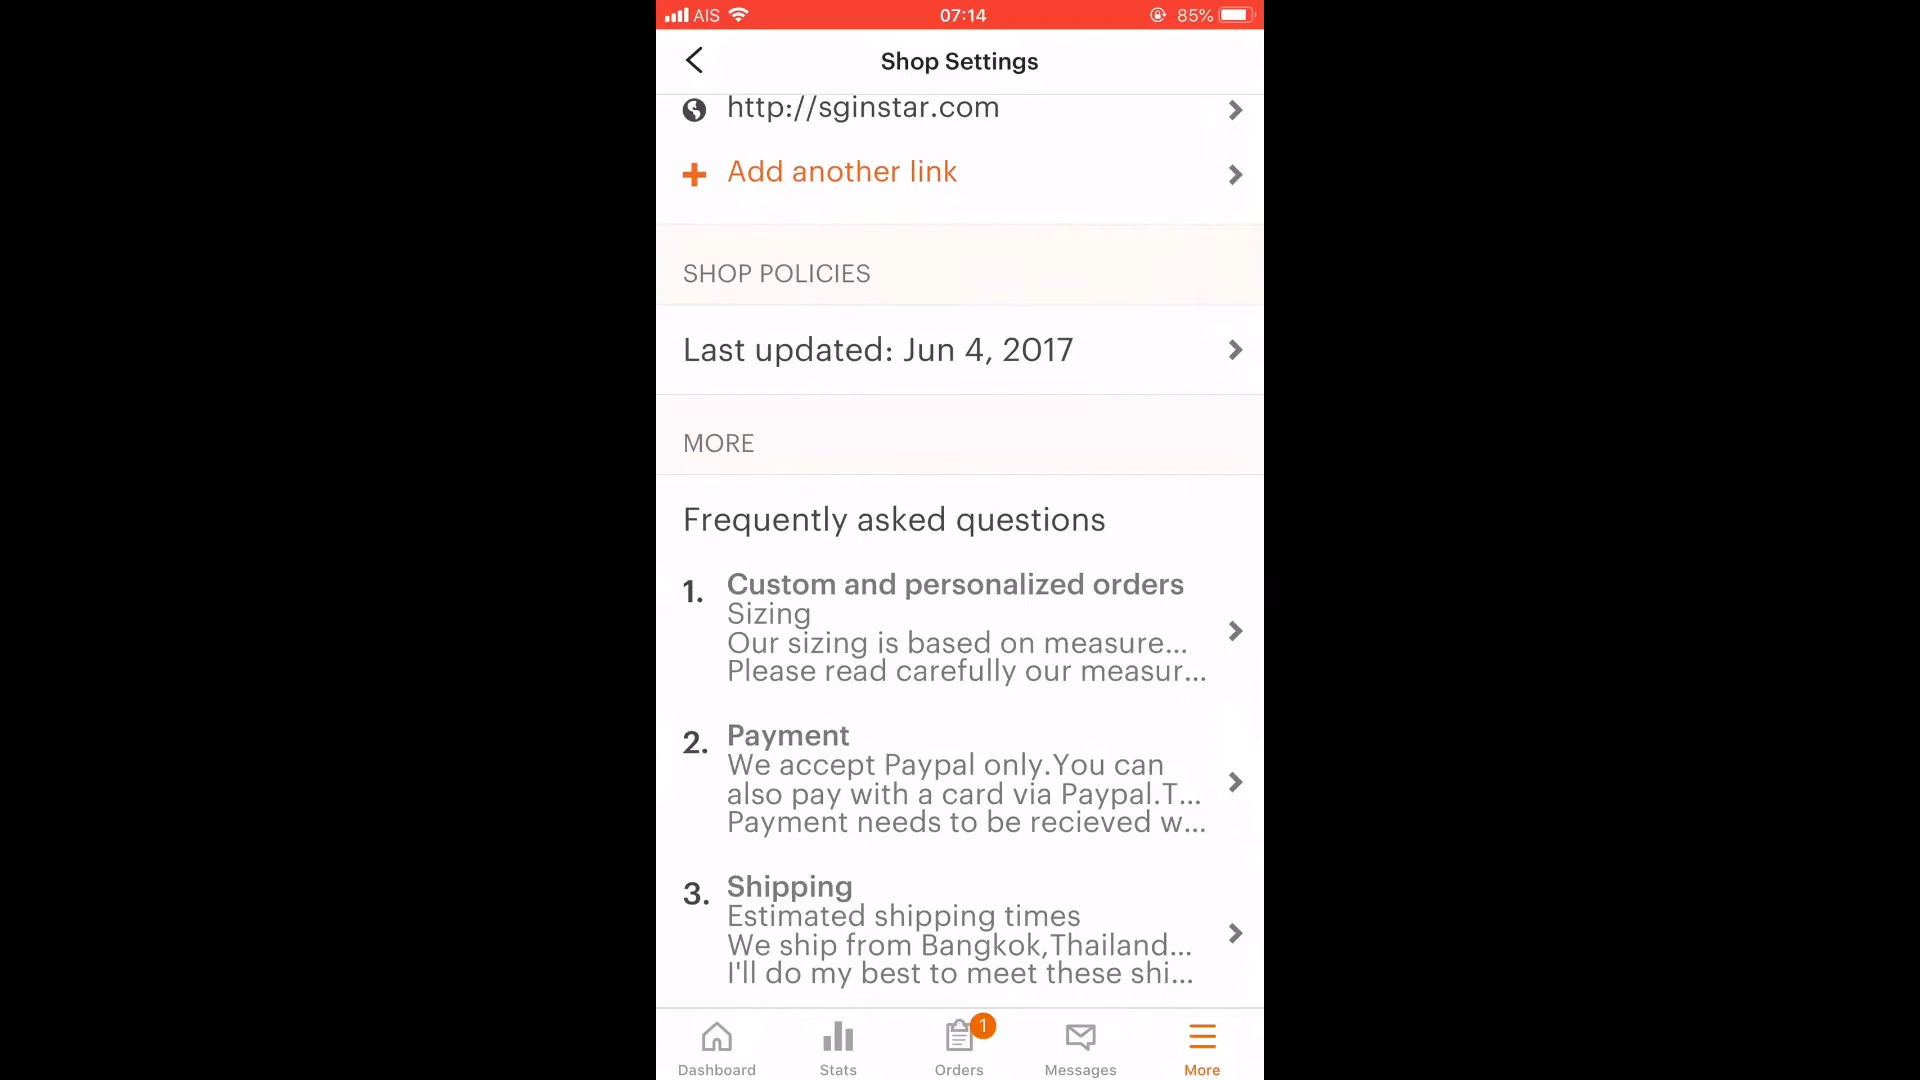 AIS 07:14 85%
Shop Settings
http://sginstar.com
Add another link
SHOP POLICIES
Last updated: Jun 4, 2017
MORE
Frequently asked questions
1. Custom and personalized orders
Sizing
Our sizing is based on measure...
Please read carefully our measur...
2. Payment
We accept Paypal only.You can
also pay with a card via Paypal.T...
Payment needs to be recieved w...
3. Shipping
Estimated shipping times
We ship from Bangkok,Thailand...
I'll do my best to meet these shi...
1
Dashboard Stats Orders Messages More